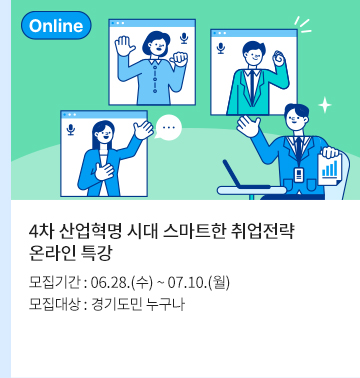 Online
4차 산업혁명 시대 스마트한 취업전략
온라인 특강
모집기간 : 06.28.(수) ~ 07.10.(월)
모집대상 : 경기도민 누구나